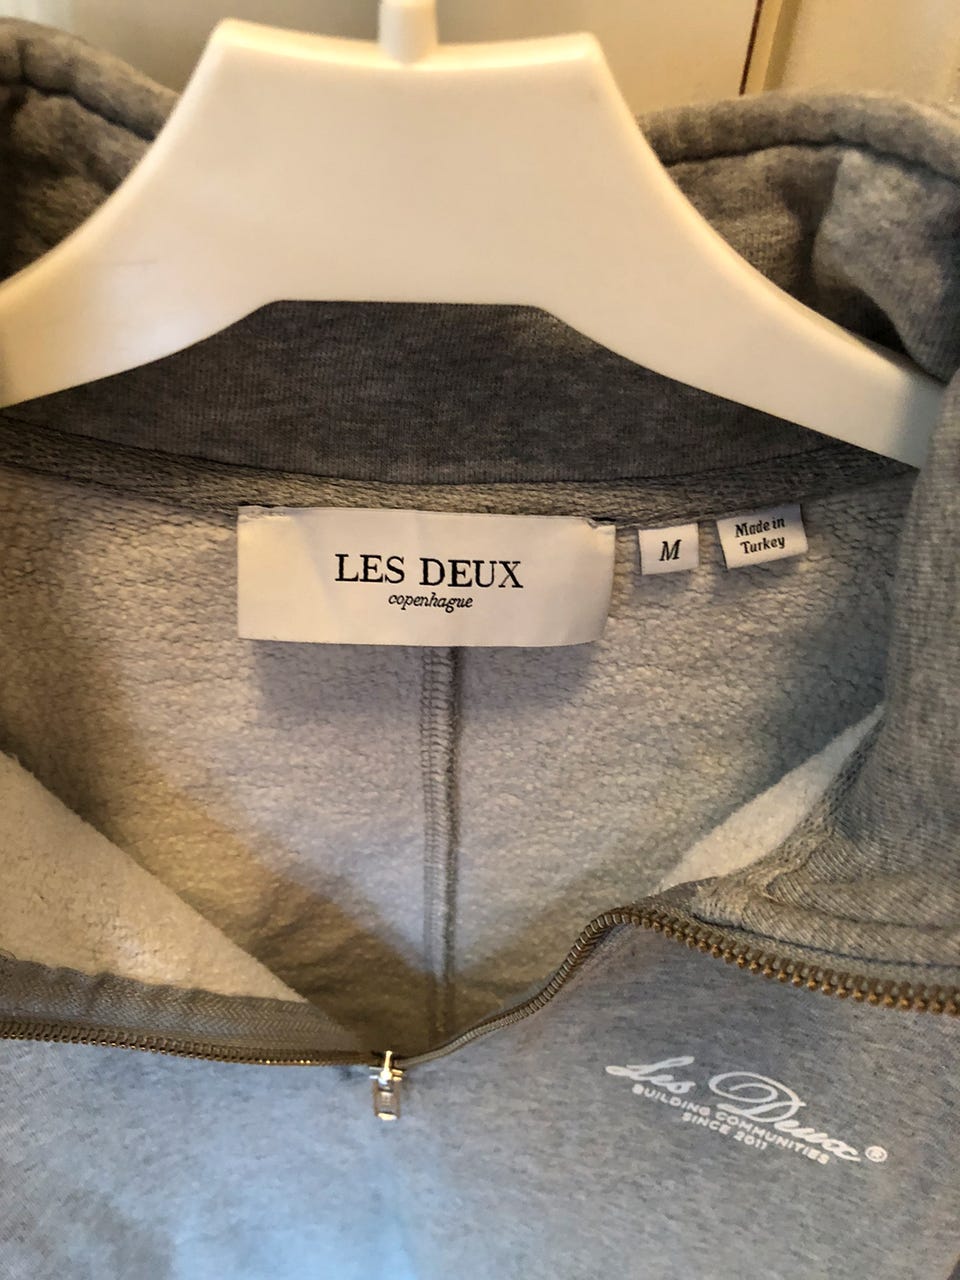 LES DEUX
copenhague
M
Made in
Turkey
Les Deux®
BUILDING COMMUNITIES
SINCE 2011